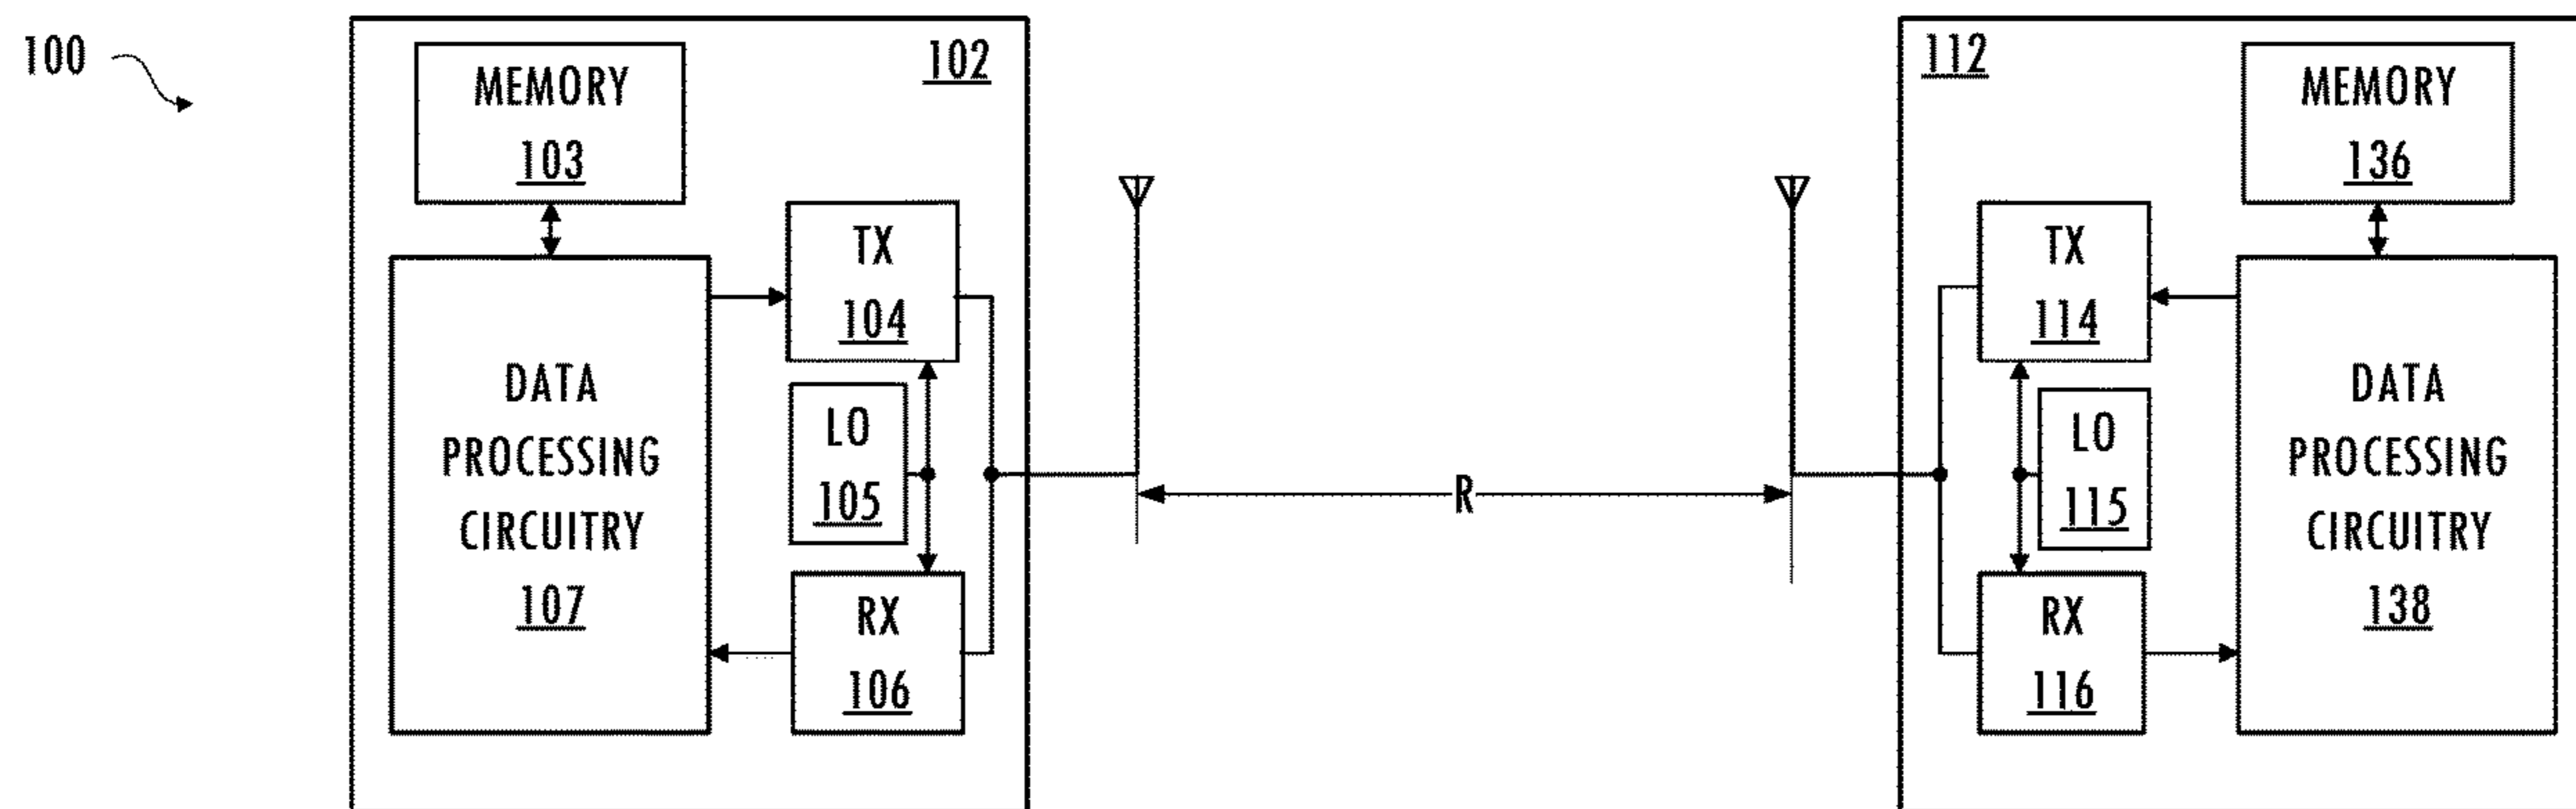 100
MEMORY
103
102
TX
104
DATA
PROCESSING
CIRCUITRY
107
LO
105
RX
106
R
112
MEMORY
136
TX
114
LO
115
DATA
PROCESSING
CIRCUITRY
138
RX
116